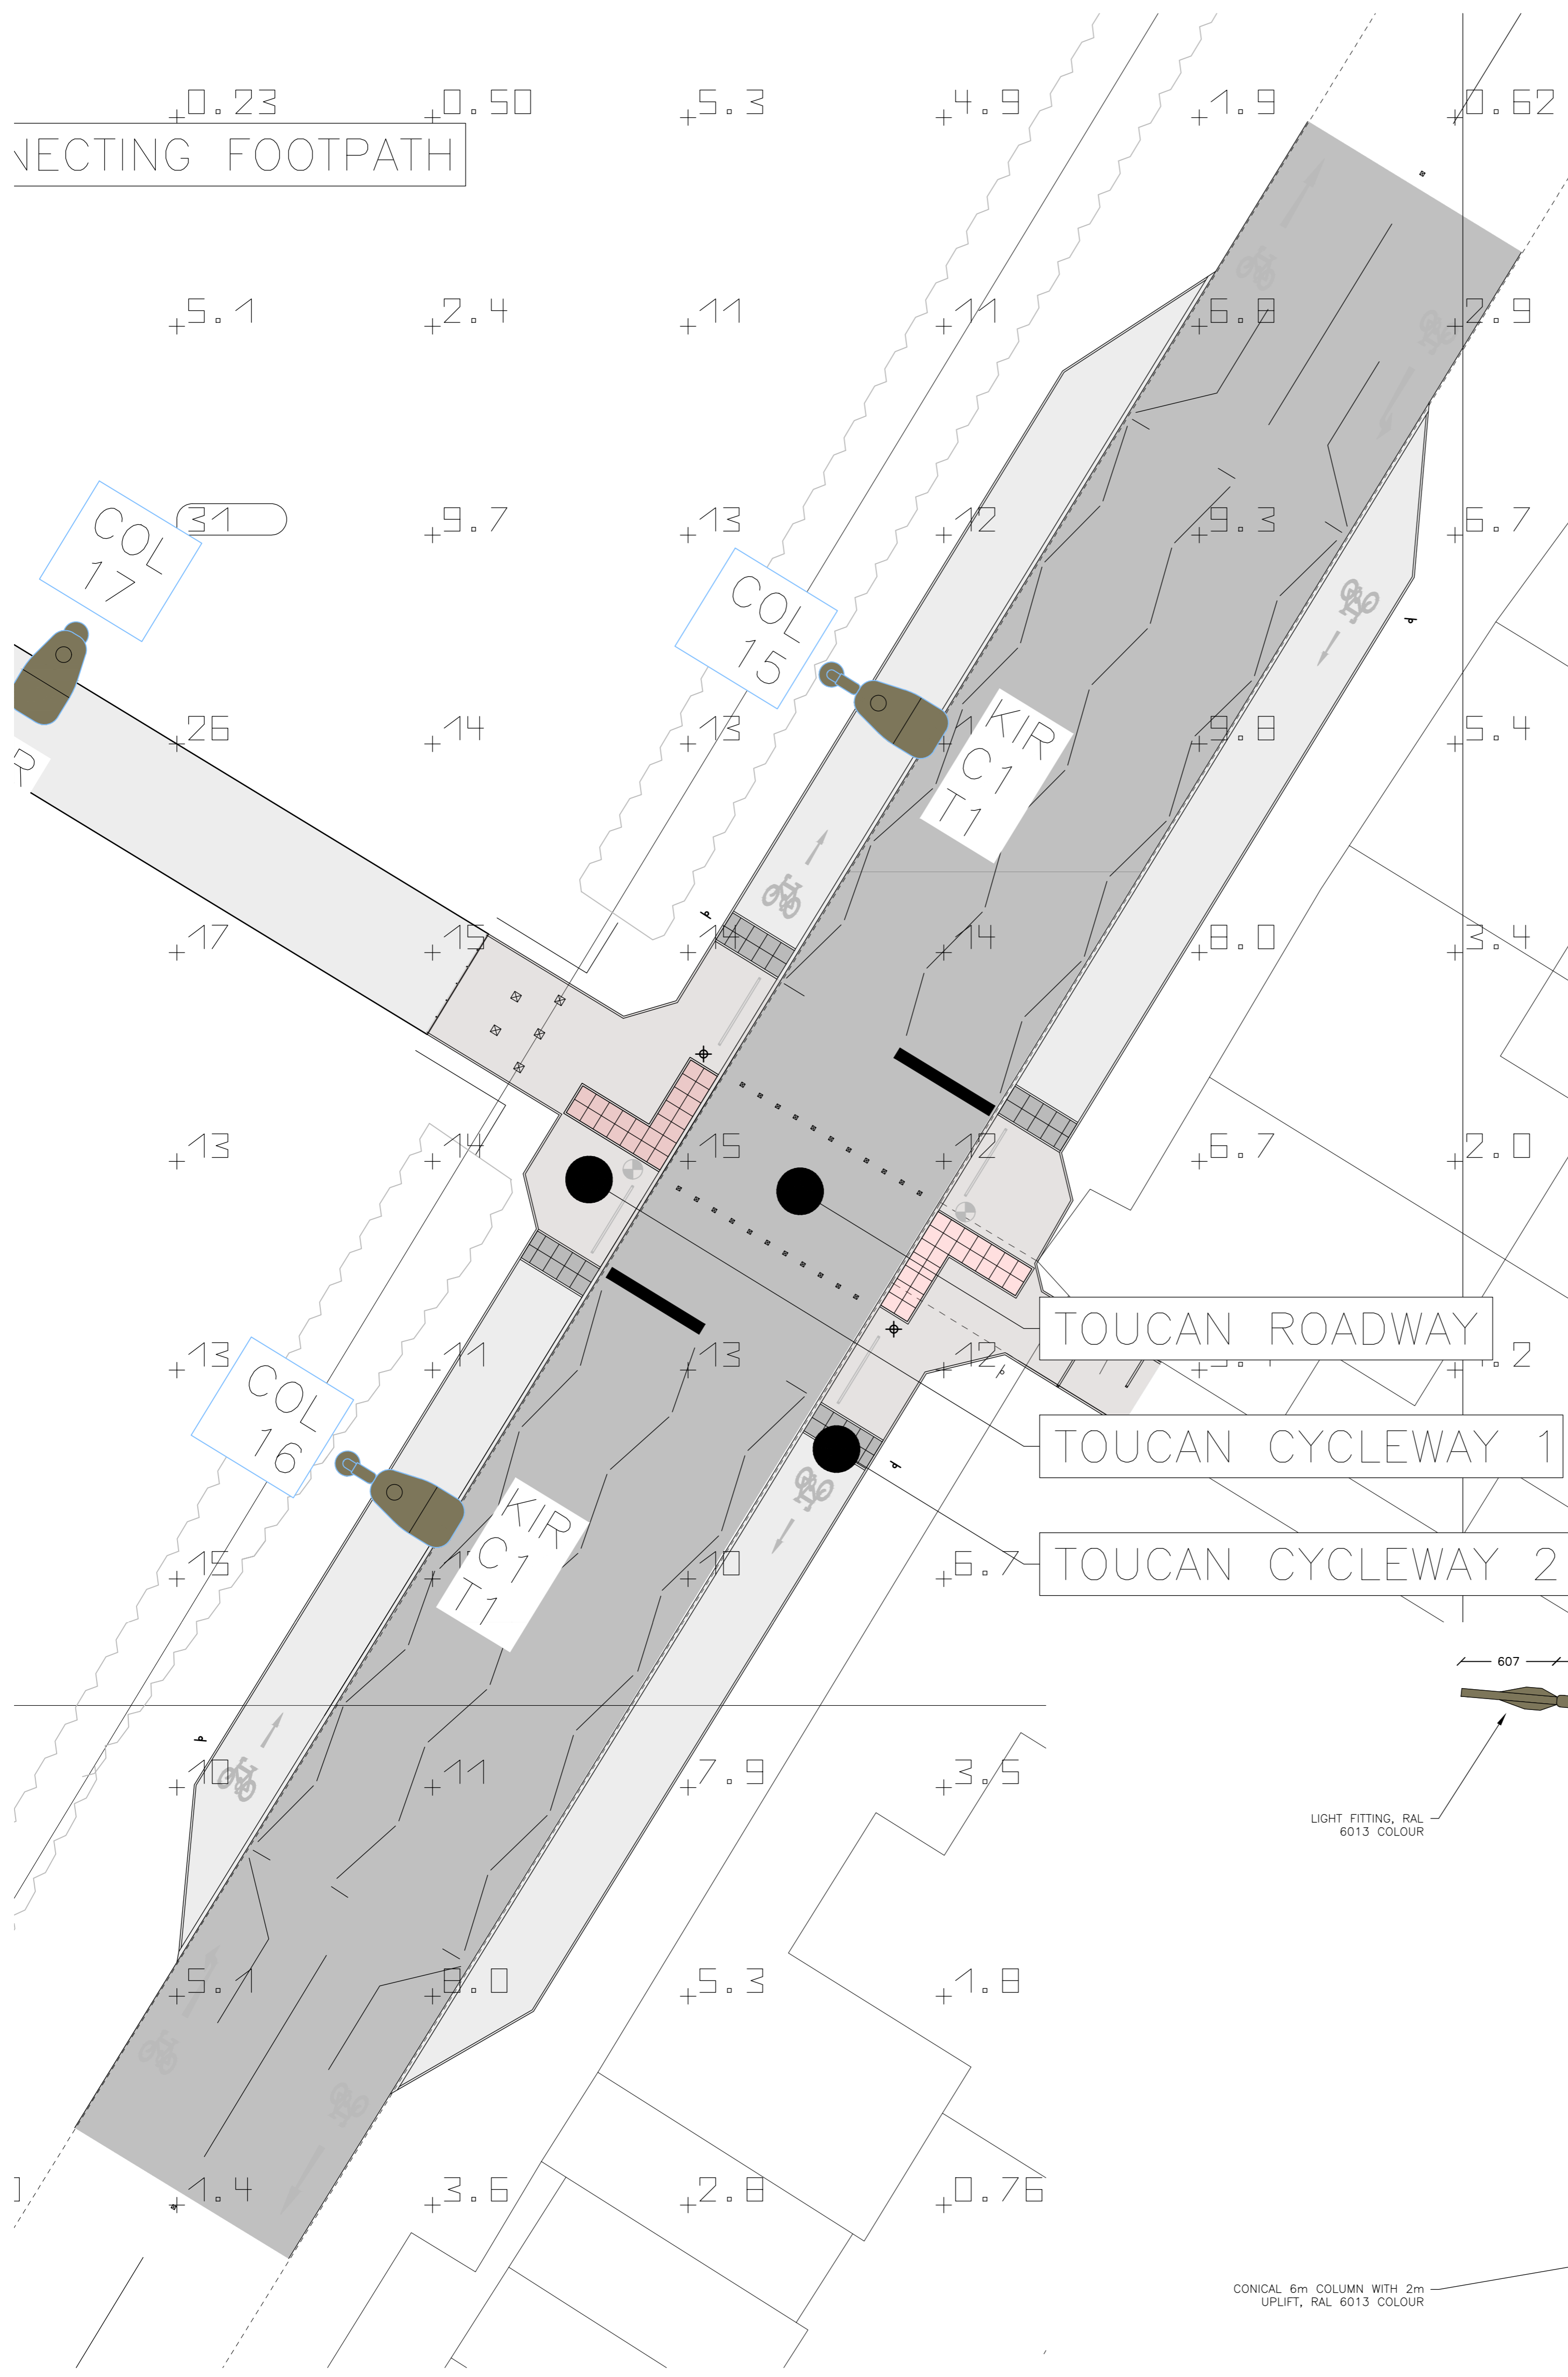 0.23 0.50 5.3 4.9 1.9 0.62
NECTING FOOTPATH
5.1 2.4 11 11 6.8 2.9
31 9.7 13 12 9.3 6.7
COL
17
COL
15
26 14 13 9.8 5.4
KIR
C1
T1
R
17 15 14 14 8.0 3.4
13 14 15 12 6.7 2.0
TOUCAN ROADWAY
13 11 13 12
COL
16
TOUCAN CYCLEWAY 1
KIR
C1
T1
15 10 6.7
TOUCAN CYCLEWAY 2
607
10 11 7.9 3.5
LIGHT FITTING, RAL
6013 COLOUR
5.1 8.0 5.3 1.8
1.4 3.6 2.8 0.76
CONICAL 6m COLUMN WITH 2m
UPLIFT, RAL 6013 COLOUR